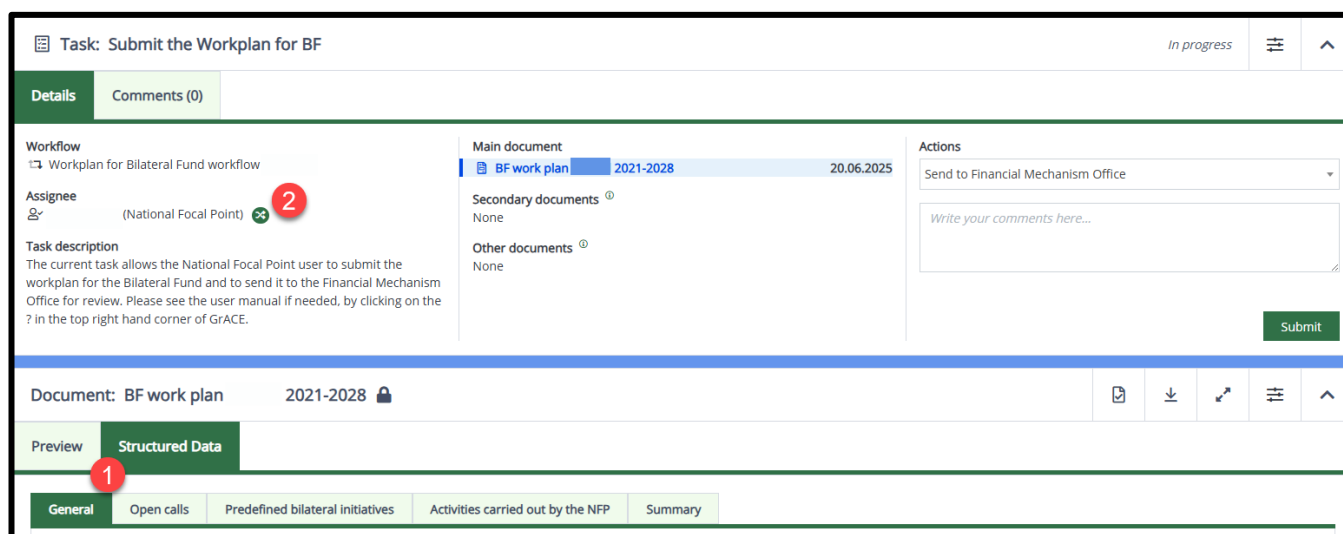 Task: Submit the Workplan for BF
In progress
Details
Comments (0)
Workflow
Workplan for Bilateral Fund workflow
Assignee
(National Focal Point)
2
Task description
The current task allows the National Focal Point user to submit the
workplan for the Bilateral Fund and to send it to the Financial Mechanism
Office for review. Please see the user manual if needed, by clicking on the
? in the top right hand corner of GrACE.
Main document
BF work plan 2021-2028 20.06.2025
Secondary documents
None
Other documents
None
Actions
Send to Financial Mechanism Office
Write your comments here...
Submit
Document: BF work plan 2021-2028
Preview
Structured Data
1
General
Open calls
Predefined bilateral initiatives
Activities carried out by the NFP
Summary